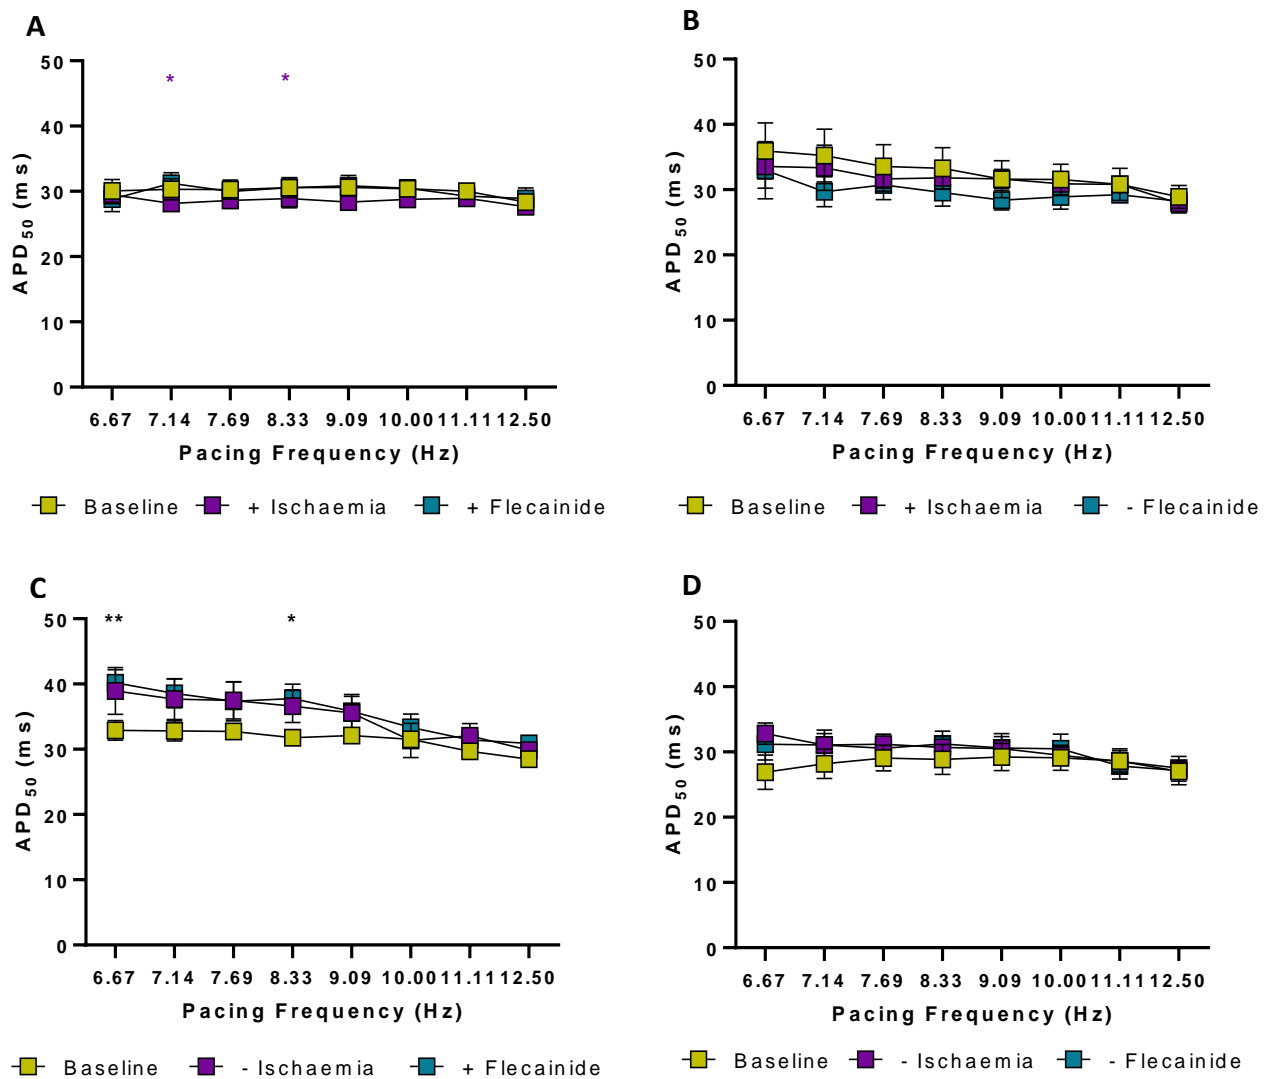 A
* *
50
40
30
20
10
0
APD50 (ms)
6.67 7.14 7.69 8.33 9.09 10.00 11.11 12.50
Pacing Frequency (Hz)
Baseline + Ischaemia + Flecainide
B
50
40
30
20
10
0
APD50 (ms)
6.67 7.14 7.69 8.33 9.09 10.00 11.11 12.50
Pacing Frequency (Hz)
Baseline + Ischaemia - Flecainide
C
** *
50
40
30
20
10
0
APD50 (ms)
6.67 7.14 7.69 8.33 9.09 10.00 11.11 12.50
Pacing Frequency (Hz)
Baseline - Ischaemia + Flecainide
D
50
40
30
20
10
0
APD50 (ms)
6.67 7.14 7.69 8.33 9.09 10.00 11.11 12.50
Pacing Frequency (Hz)
Baseline - Ischaemia - Flecainide